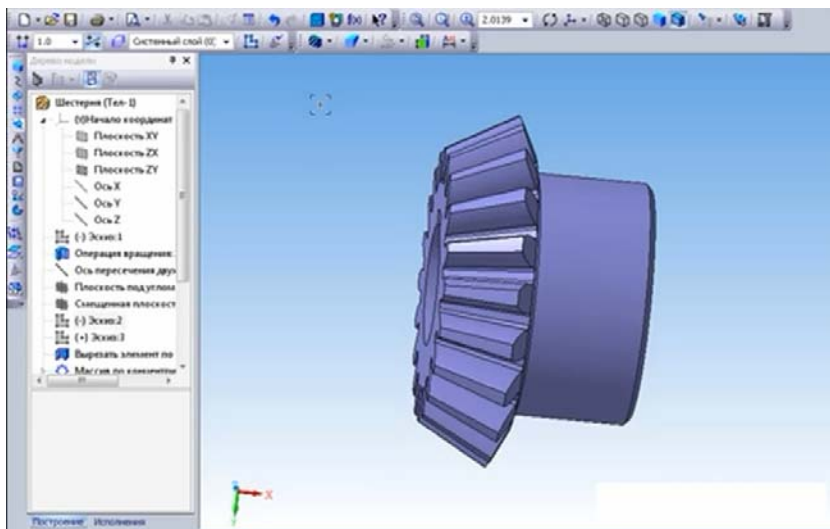 2.0139
1.0 Системный слой (0)
Дерево модели
Шестерня (Тел-1)
(т)Начало координат
Плоскость XY
Плоскость ZX
Плоскость ZY
Ось X
Ось Y
Ось Z
(-) Эскиз:1
Операция вращения:
Ось пересечения двух
Плоскость под углом
Смещенная плоскост
(-) Эскиз:2
(+) Эскиз:3
Вырезать элемент по
Массив по концентри
X
Y
Построение Исполнения